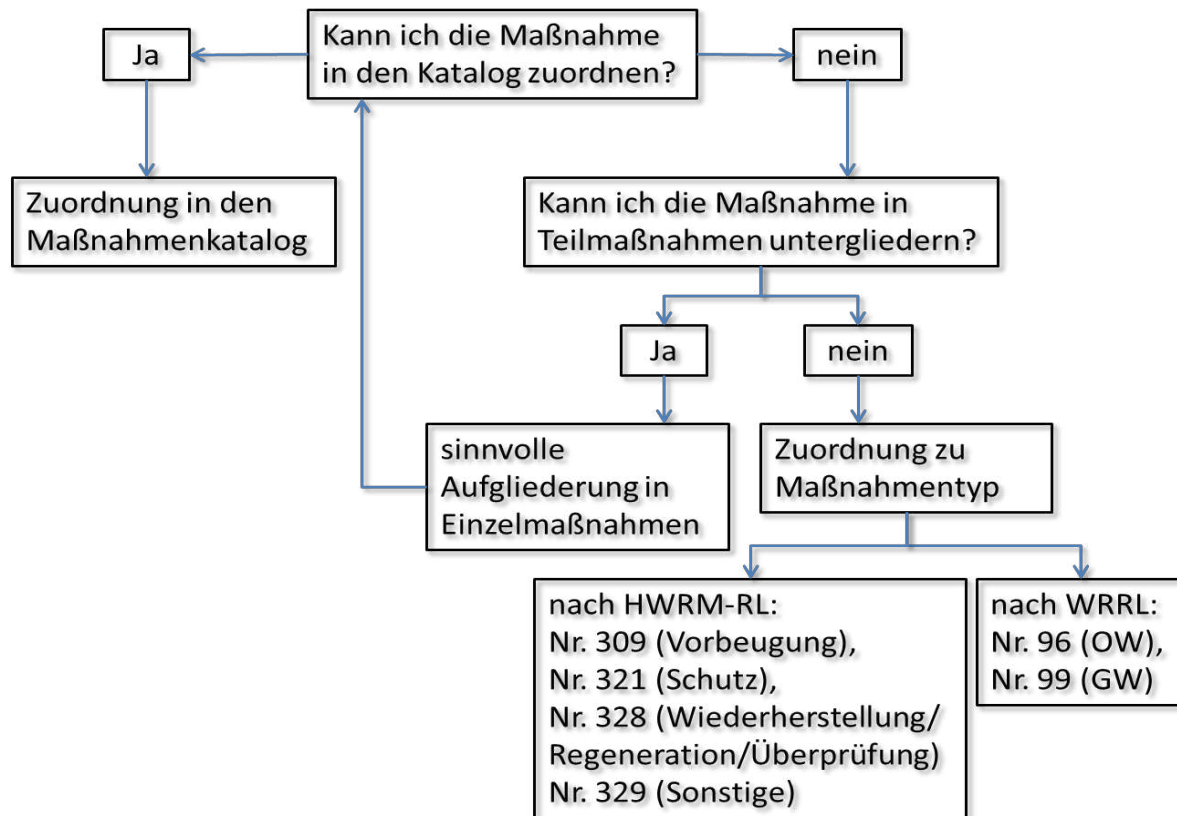 Ja
Kann ich die Maßnahme
in den Katalog zuordnen?
nein
Zuordnung in den
Maßnahmenkatalog
Kann ich die Maßnahme in
Teilmaßnahmen untergliedern?
Ja
nein
sinnvolle
Aufgliederung in
Einzelmaßnahmen
Zuordnung zu
Maßnahmentyp
nach HWRM-RL:
Nr. 309 (Vorbeugung),
Nr. 321 (Schutz),
Nr. 328 (Wiederherstellung/
Regeneration/Überprüfung)
Nr. 329 (Sonstige)
nach WRRL:
Nr. 96 (OW),
Nr. 99 (GW)